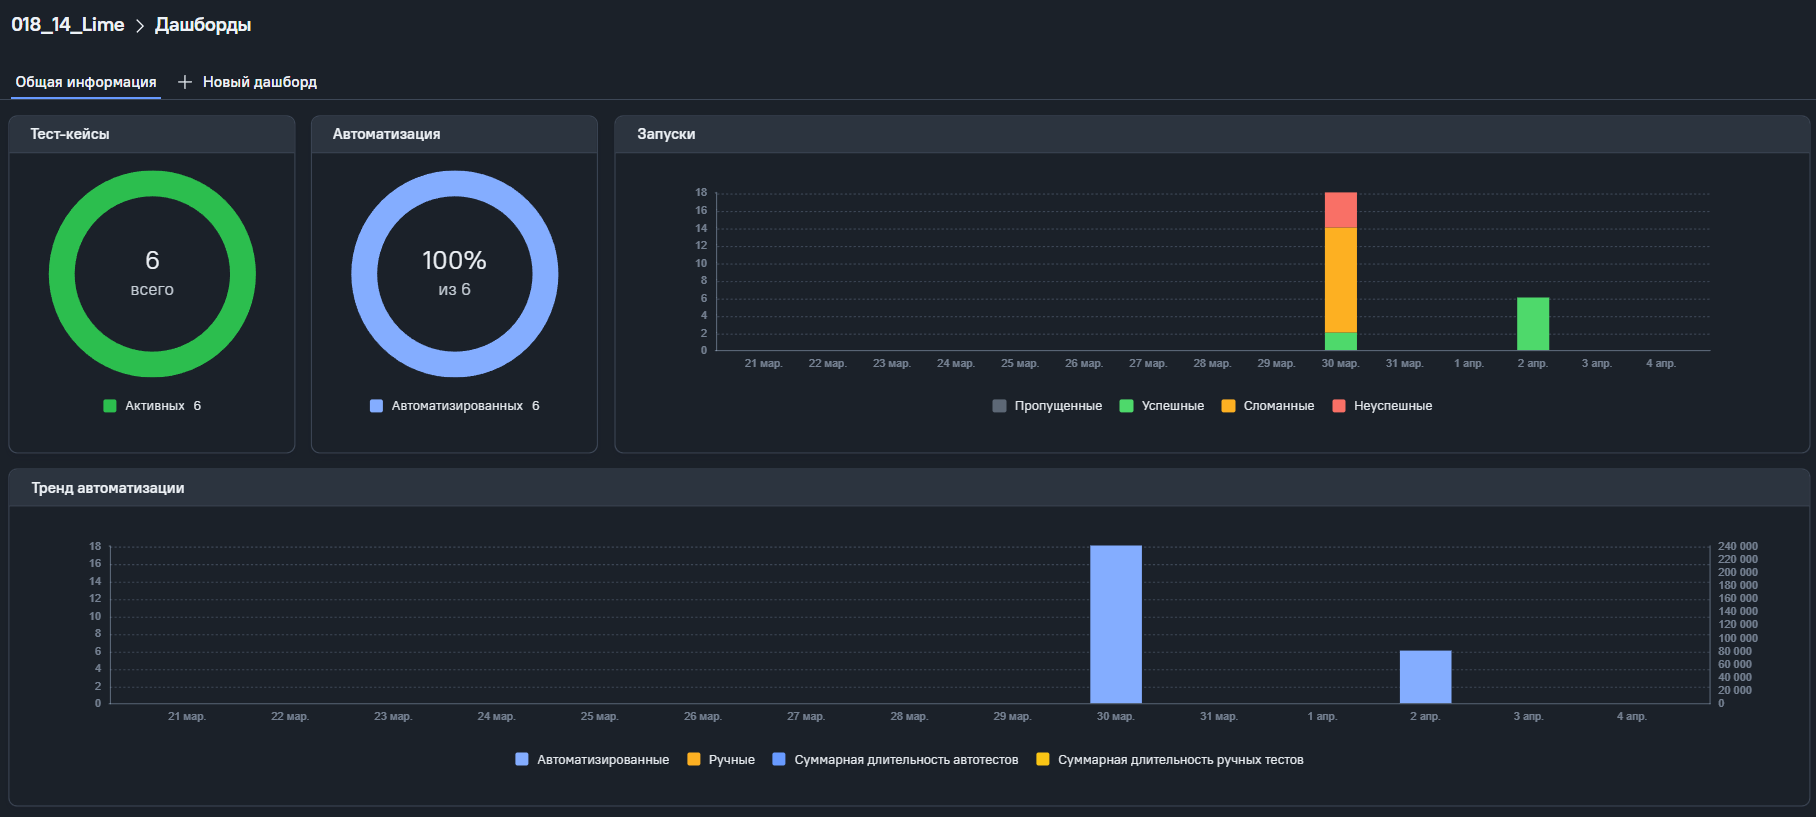 018_14_Lime > Дашборды
Общая информация + Новый дашборд
Тест-кейсы
6
всего
Активных 6
Автоматизация
100%
из 6
Автоматизированных 6
Запуски
18
16
14
12
10
8
6
4
2
0
21 мар. 22 мар. 23 мар. 24 мар. 25 мар. 26 мар. 27 мар. 28 мар. 29 мар. 30 мар. 31 мар. 1 апр. 2 апр. 3 апр. 4 апр.
Пропущенные Успешные Сломанные Неуспешные
Тренд автоматизации
18
16
14
12
10
8
6
4
2
0
240 000
220 000
200 000
180 000
160 000
140 000
120 000
100 000
80 000
60 000
40 000
20 000
0
21 мар. 22 мар. 23 мар. 24 мар. 25 мар. 26 мар. 27 мар. 28 мар. 29 мар. 30 мар. 31 мар. 1 апр. 2 апр. 3 апр. 4 апр.
Автоматизированные Ручные Суммарная длительность автотестов Суммарная длительность ручных тестов